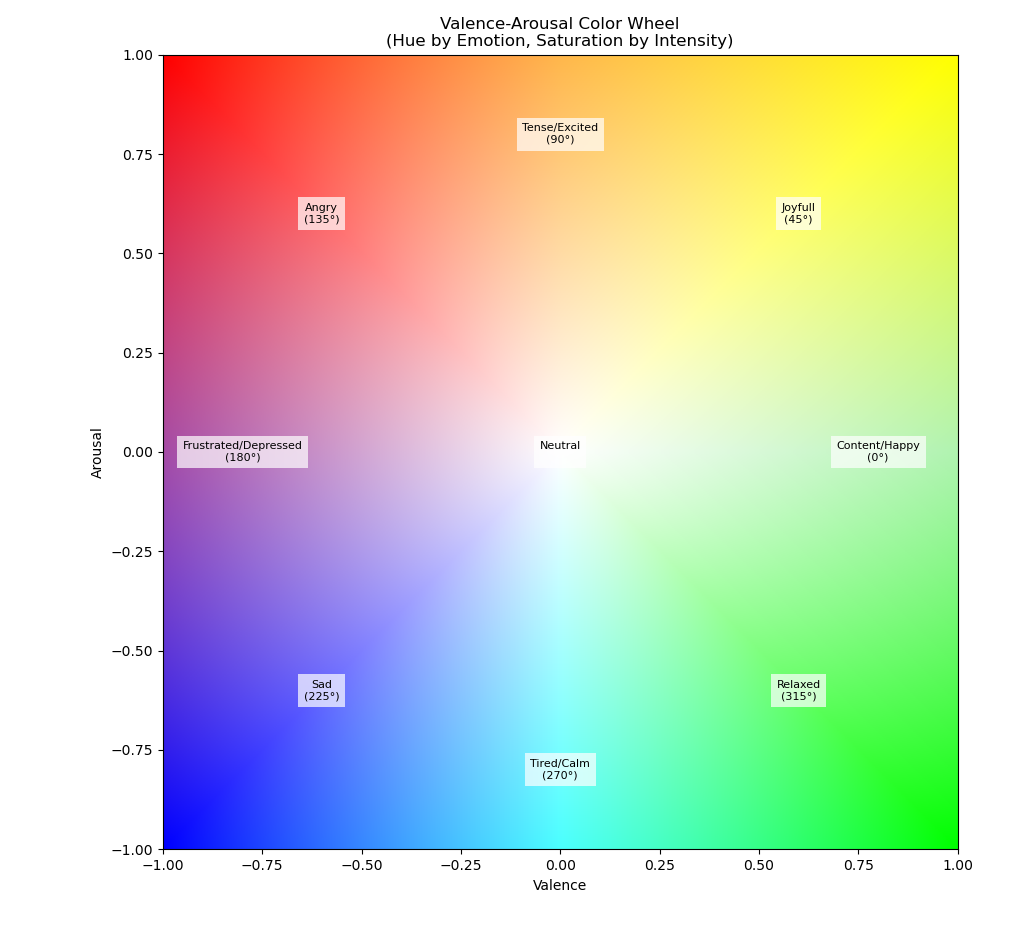 Valence-Arousal Color Wheel
(Hue by Emotion, Saturation by Intensity)
1.00
Tense/Excited
(90°)
0.75
Angry
(135°)
Joyfull
(45°)
0.50
0.25
Arousal
0.00
Frustrated/Depressed
(180°)
Neutral
Content/Happy
(0°)
−0.25
−0.50
Sad
(225°)
Relaxed
(315°)
−0.75
Tired/Calm
(270°)
−1.00
−1.00 −0.75 −0.50 −0.25 0.00 0.25 0.50 0.75 1.00
Valence